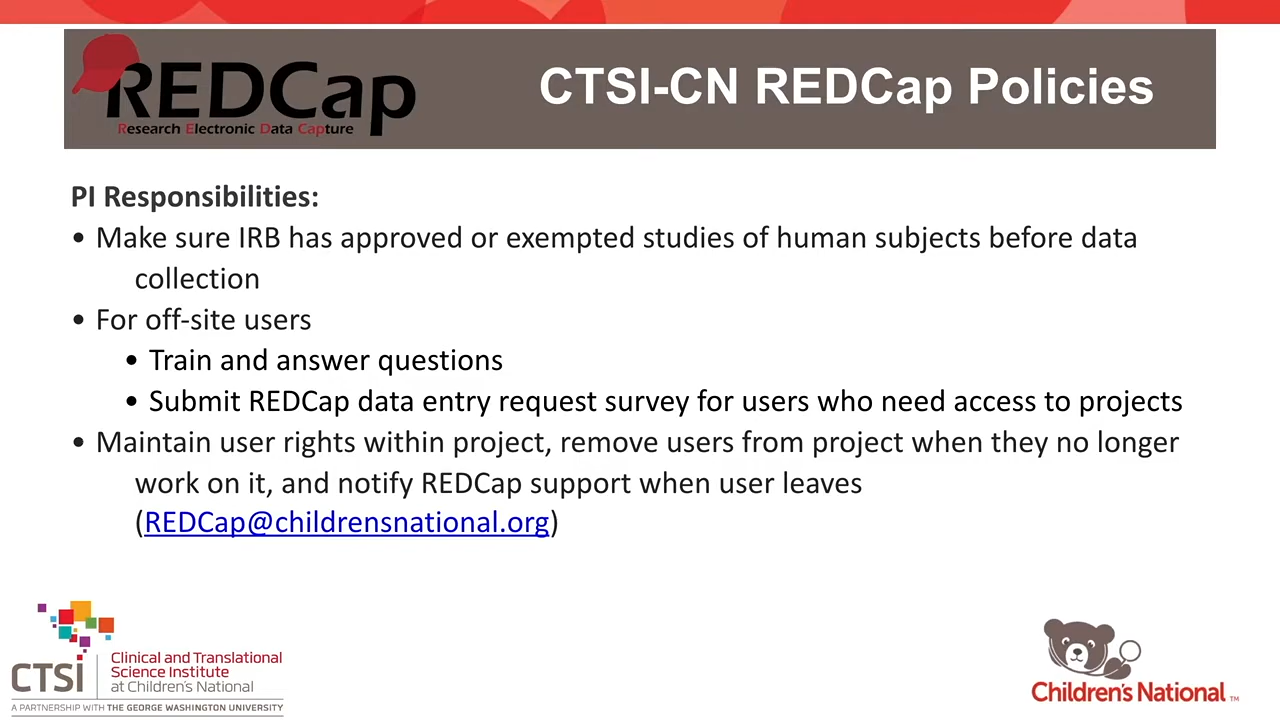 REDCap
Research Electronic Data Capture
CTSI-CN REDCap Policies
PI Responsibilities:
• Make sure IRB has approved or exempted studies of human subjects before data
collection
• For off-site users
• Train and answer questions
• Submit REDCap data entry request survey for users who need access to projects
• Maintain user rights within project, remove users from project when they no longer
work on it, and notify REDCap support when user leaves
(REDCap@childrensnational.org)
CTSi
Clinical and Translational
Science Institute
at Children's National
A PARTNERSHIP WITH THE GEORGE WASHINGTON UNIVERSITY
Children's National ™